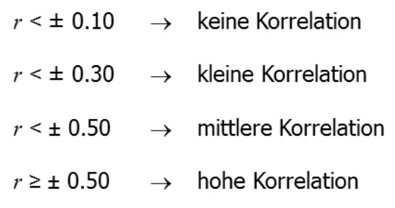 r < ± 0.10 → keine Korrelation
r < ± 0.30 → kleine Korrelation
r < ± 0.50 → mittlere Korrelation
r ≥ ± 0.50 → hohe Korrelation